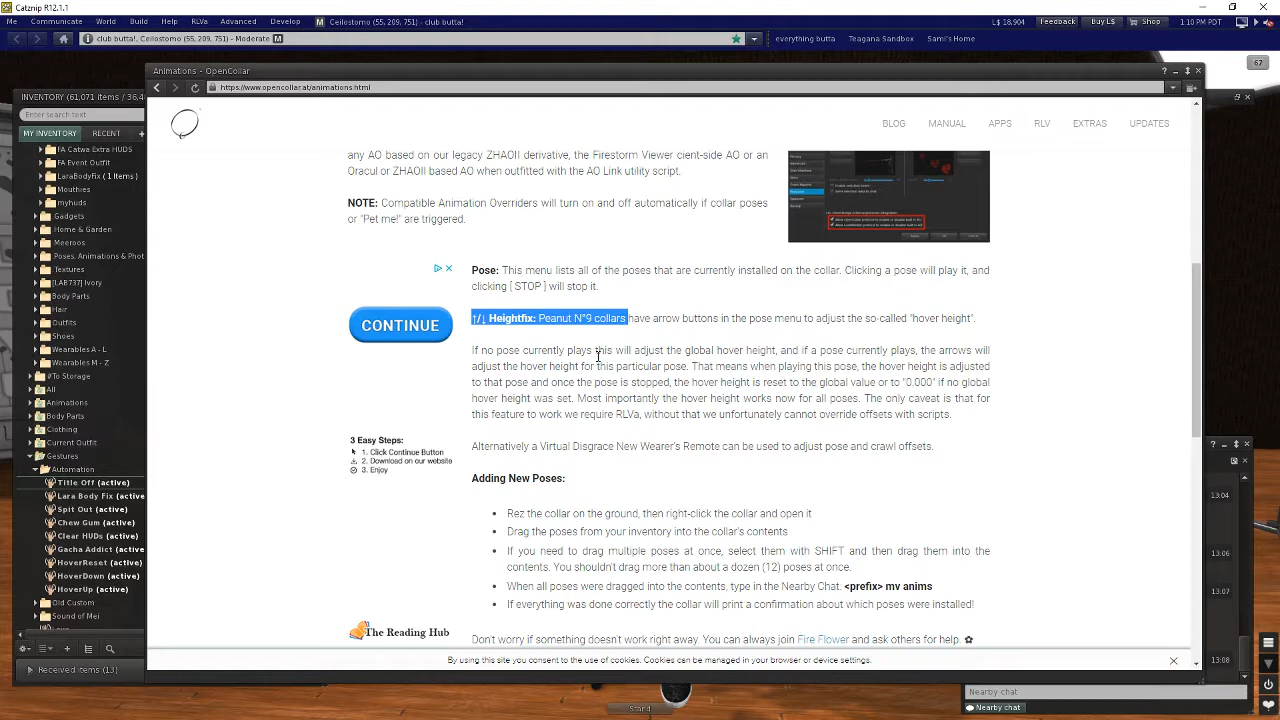 Catznip R12.1.1
Me Communicate World Build Help RLVa Advanced Develop M Ceilostomo (55, 209, 751) - club butta!
L$ 18,904 Feedback Buy L$ Shop 1:10 PM PDT
club butta!, Ceilostomo (55, 209, 751) - Moderate M
everything butta Teagana Sandbox Sami's Home
67
Animations - OpenCollar
https://www.opencollar.at/animations.html
INVENTORY (61,071 items / 36,4
Enter search text
MY INVENTORY RECENT
FA Catwa Extra HUDS
FA Event Outfit
LaraBodyfix ( 1 Items )
Mouthies
myhuds
Gadgets
Home & Garden
Meeroos
Poses, Animations & Phot
Textures
[LAB737] Ivory
Body Parts
Hair
Outfits
Shoes
Wearables A - L
Wearables M - Z
#To Storage
All
Animations
Body Parts
Clothing
Current Outfit
Gestures
Automation
Title Off (active)
Lara Body Fix (active
Spit Out (active)
Chew Gum (active)
Clear HUDs (active)
Gacha Addict (active)
HoverReset (active)
HoverDown (active)
HoverUp (active)
Old Custom
Sound of Mei
Received items (13)
BLOG MANUAL APPS RLV EXTRAS UPDATES
any AO based on our legacy ZHAOII derivative, the Firestorm Viewer cient-side AO or an
Oracul or ZHAOII based AO when outfitted with the AO Link utility script.
NOTE: Compatible Animation Overriders will turn on and off automatically if collar poses
or "Pet me!" are triggered.
Pose: This menu lists all of the poses that are currently installed on the collar. Clicking a pose will play it, and
clicking [ STOP ] will stop it.
CONTINUE
↑/↓ Heightfix: Peanut N°9 collars have arrow buttons in the pose menu to adjust the so-called "hover height".
If no pose currently plays this will adjust the global hover height, and if a pose currently plays, the arrows will
adjust the hover height for this particular pose. That means when playing this pose, the hover height is adjusted
to that pose and once the pose is stopped, the hover height is reset to the global value or to "0.000" if no global
hover height was set. Most importantly the hover height works now for all poses. The only caveat is that for
this feature to work we require RLVa, without that we unfortunately cannot override offsets with scripts.
3 Easy Steps:
1. Click Continue Button
2. Download on our website
3. Enjoy
Alternatively a Virtual Disgrace New Wearer's Remote can be used to adjust pose and crawl offsets.
Adding New Poses:
• Rez the collar on the ground, then right-click the collar and open it
• Drag the poses from your inventory into the collar's contents
• If you need to drag multiple poses at once, select them with SHIFT and then drag them into the
contents. You shouldn't drag more than about a dozen (12) poses at once.
• When all poses were dragged into the contents, type in the Nearby Chat: <prefix> mv anims
• If everything was done correctly the collar will print a confirmation about which poses were installed!
The Reading Hub
Don't worry if something doesn't work right away. You can always join Fire Flower and ask others for help. ✿
By using this site you consent to the use of cookies. Cookies can be managed in your browser or device settings.
13:04
13:06
13:07
13:08
Nearby chat
Nearby chat
Stand